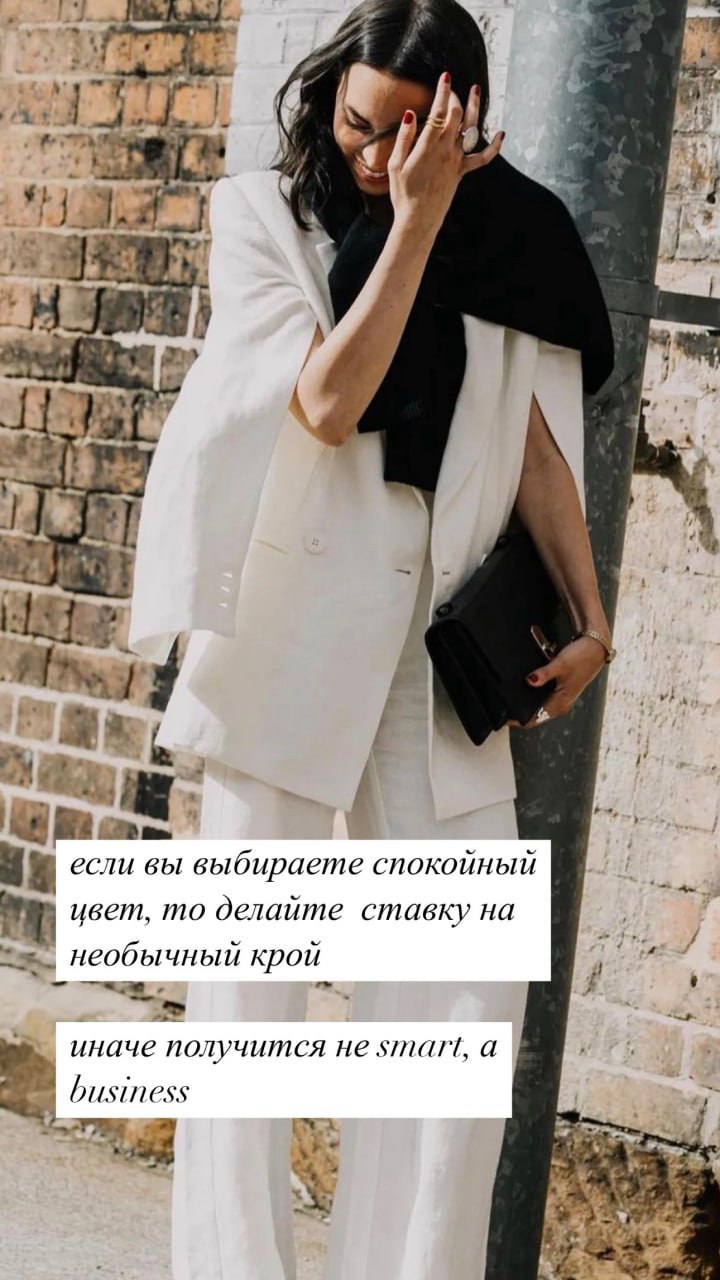 если вы выбираете спокойный
цвет, то делайте  ставку на
необычный крой
иначе получится не smart, а
business